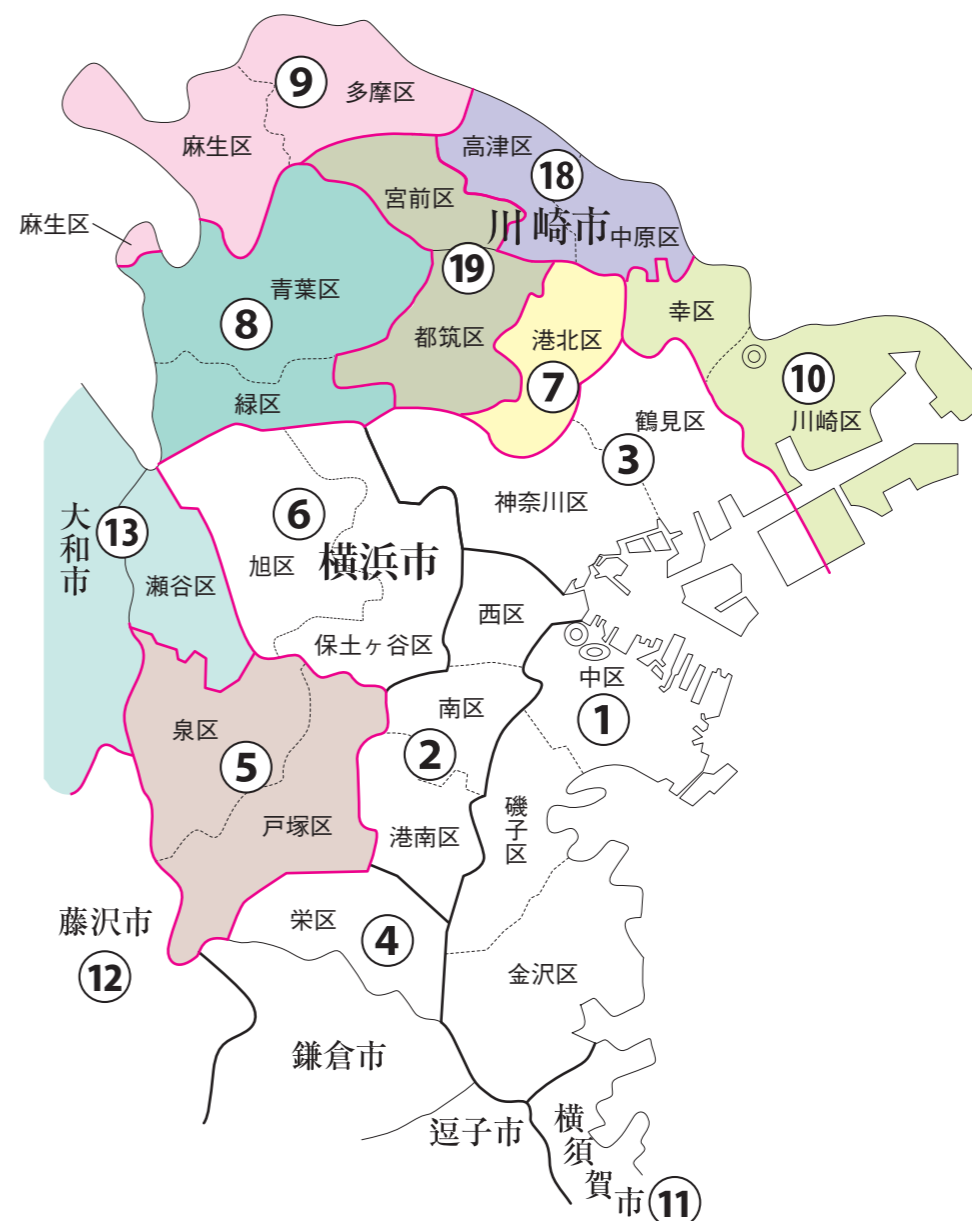 ⑨
多摩区
麻生区
高津区
⑱
宮前区
麻生区
川崎市
中原区
⑲
青葉区
幸区
⑧
都筑区
港北区
⑦
⑩
緑区
鶴見区
川崎区
③
神奈川区
大和市
⑬
⑥
旭区
横浜市
瀬谷区
西区
保土ヶ谷区
中区
①
南区
泉区
②
⑤
戸塚区
港南区
磯子区
藤沢市
⑫
栄区
④
金沢区
鎌倉市
逗子市
横須賀市
⑪